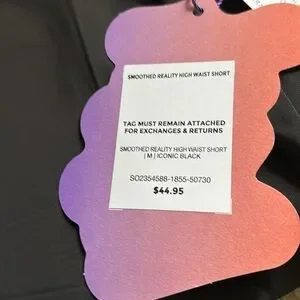 SMOOTHED REALITY HIGH WAIST SHORT
TAG MUST REMAIN ATTACHED
FOR EXCHANGES & RETURNS
SMOOTHED REALITY HIGH WAIST SHORT
| M | ICONIC BLACK
SO2354588-1855-50730
$44.95